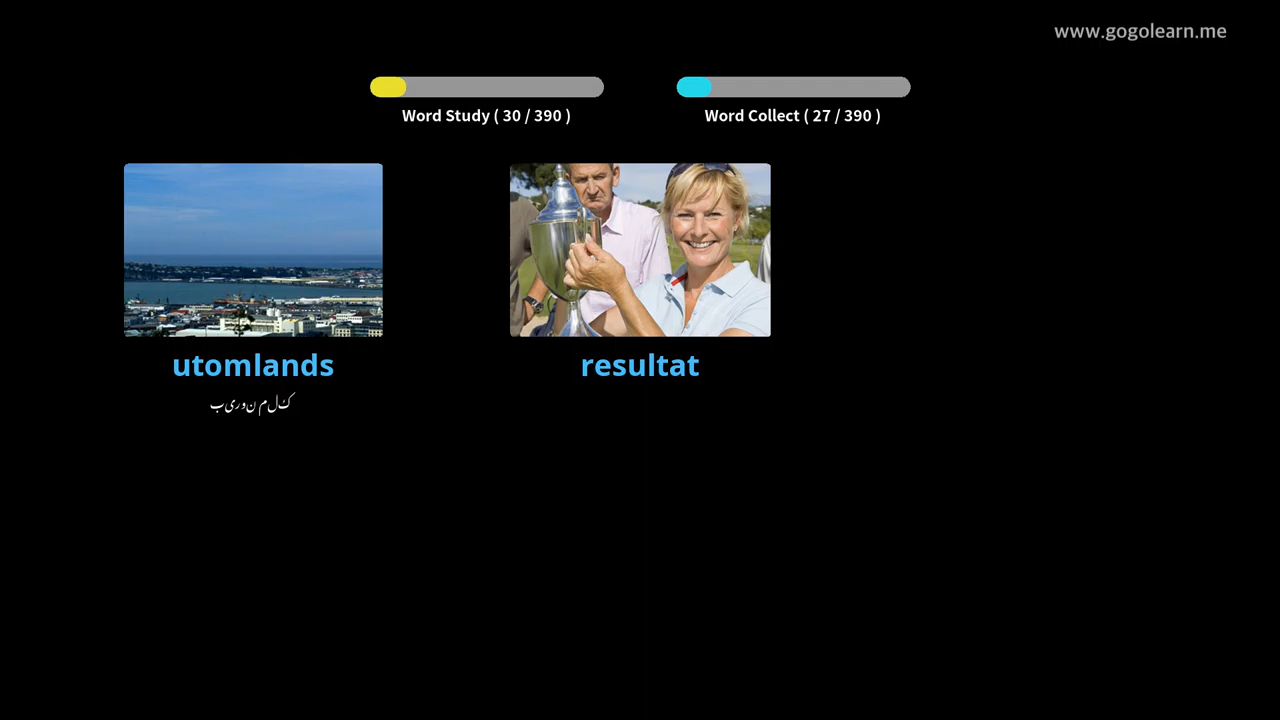 www.gogolearn.me
Word Study ( 30 / 390 )
Word Collect ( 27 / 390 )
utomlands
بیرون ملک
resultat